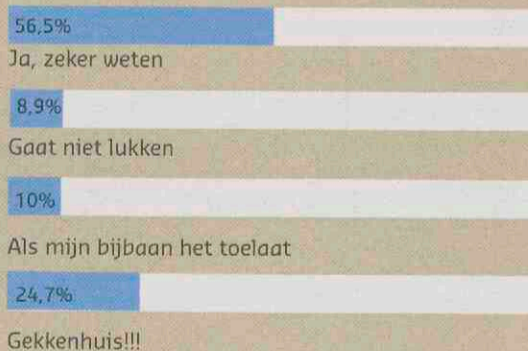 56,5%
Ja, zeker weten
8,9%
Gaat niet lukken
10%
Als mijn bijbaan het toelaat
24,7%
Gekkenhuis!!!